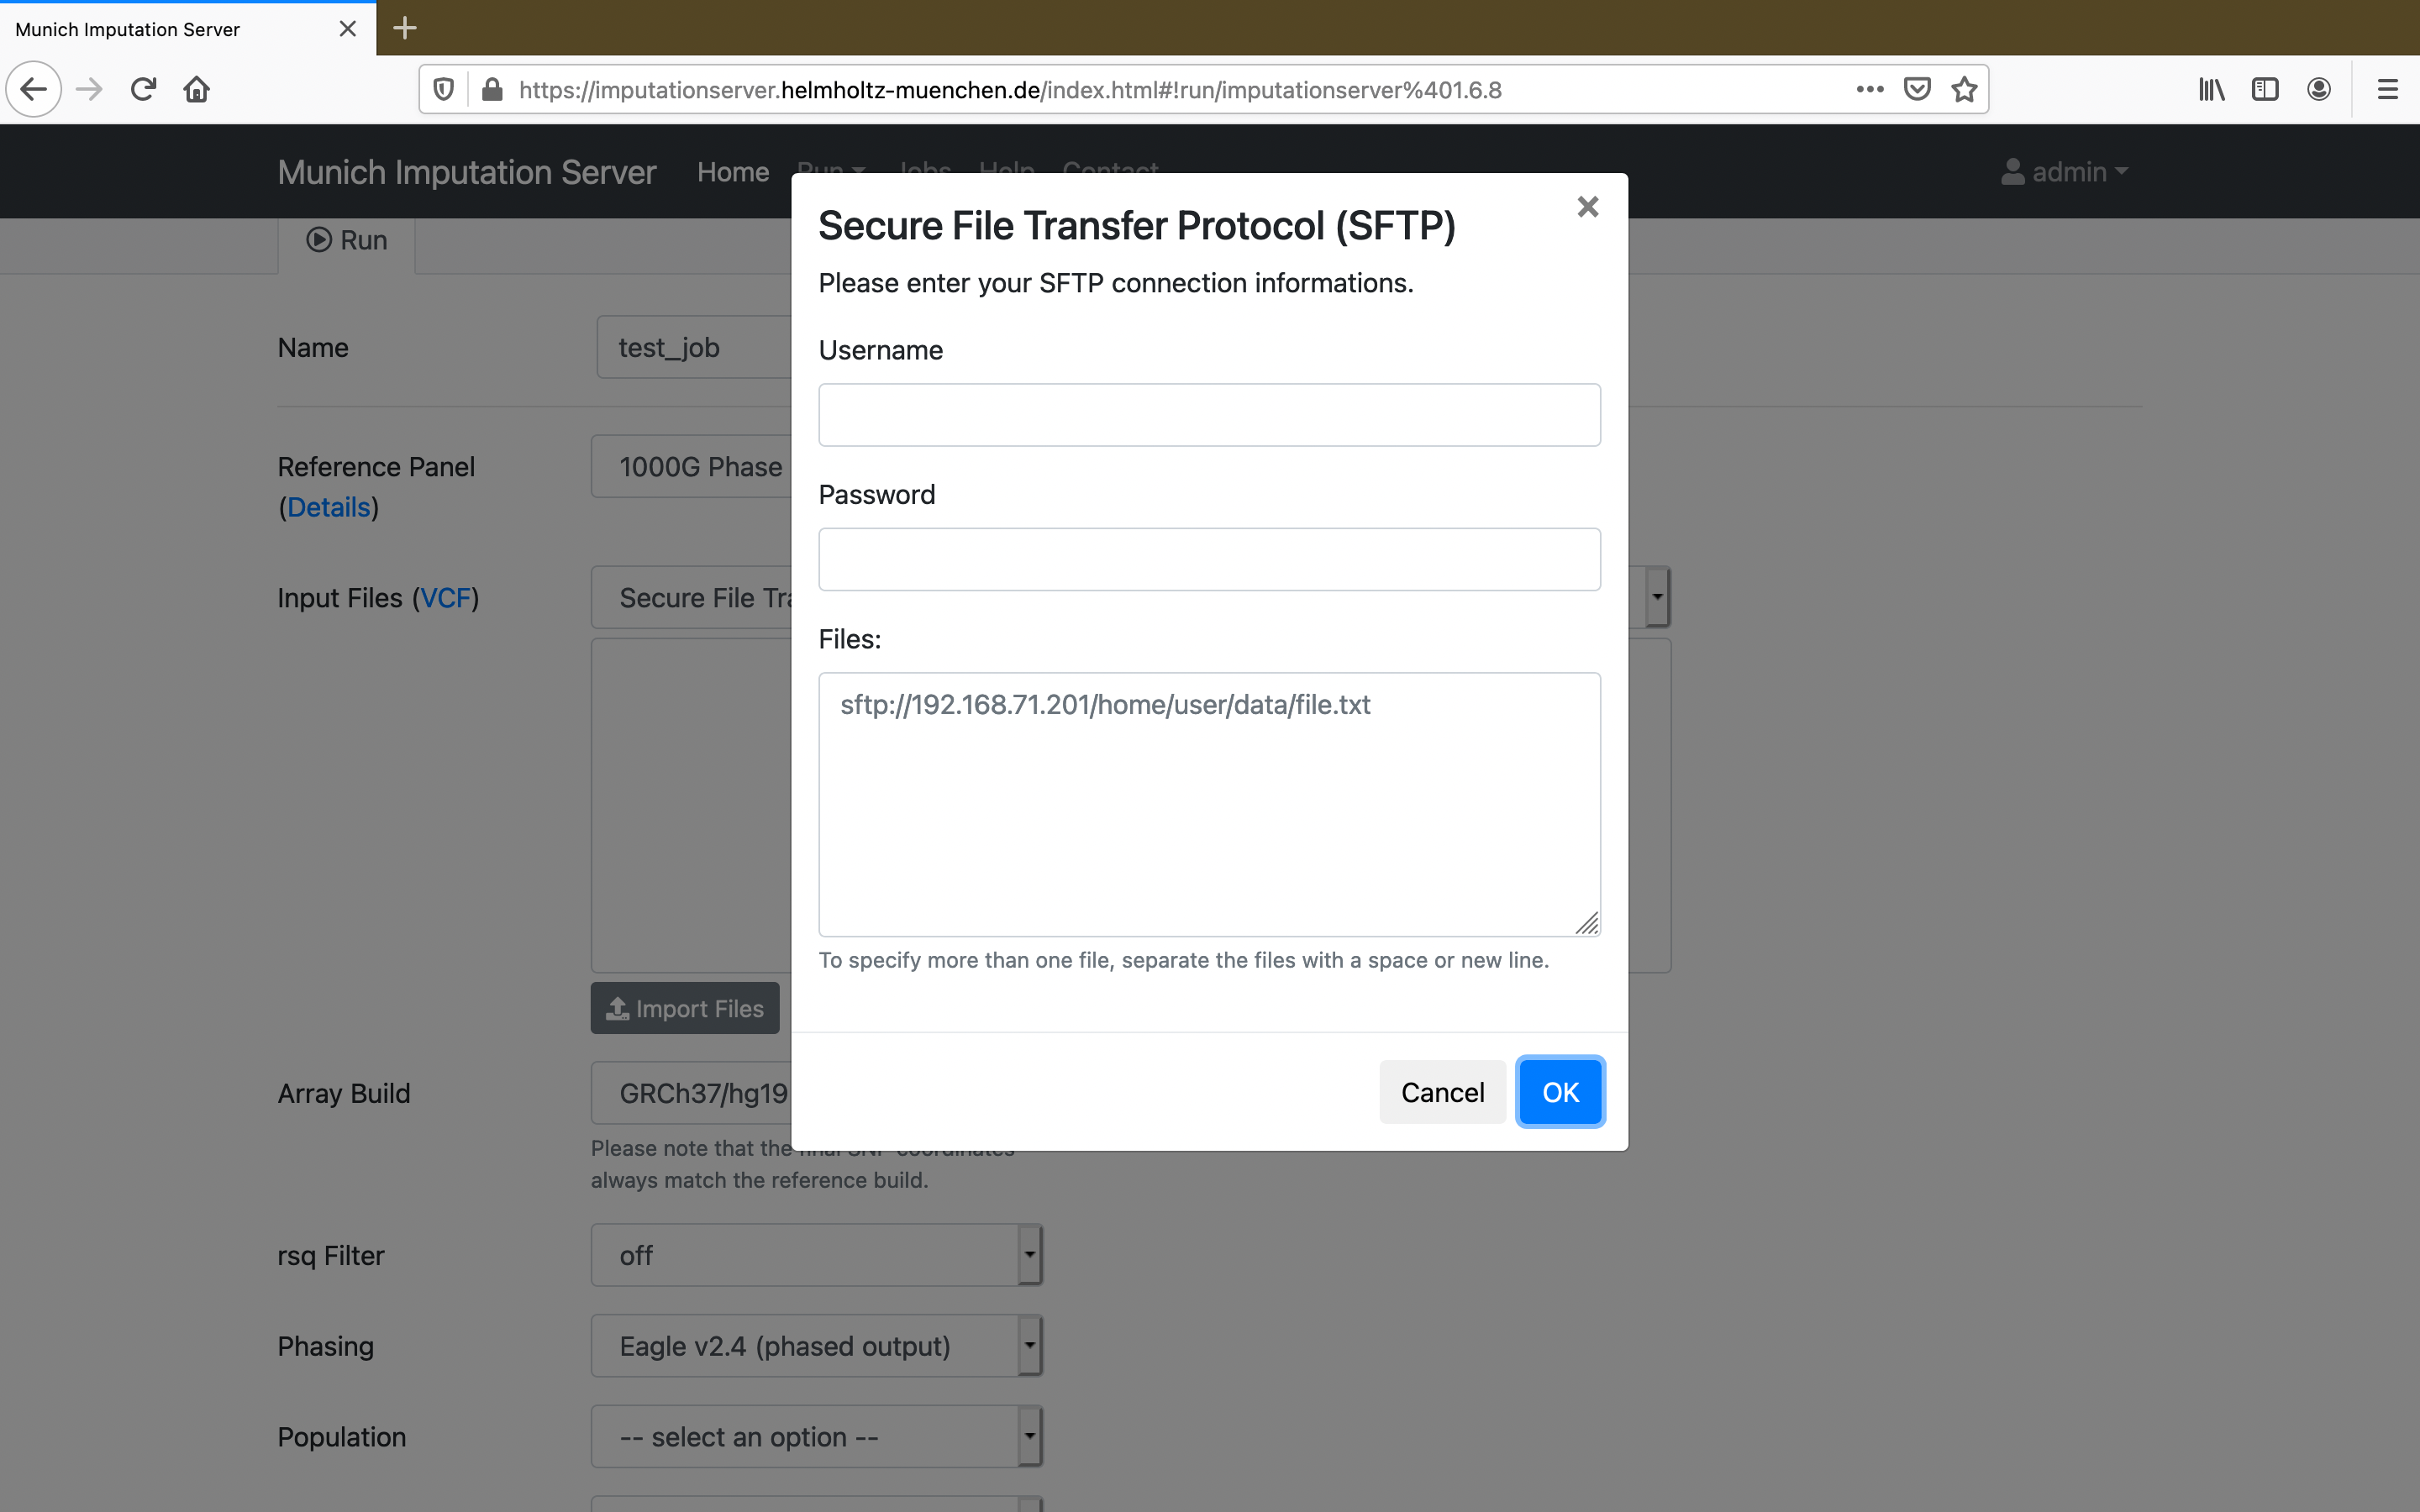 Munich Imputation Server
https://imputationserver.helmholtz-muenchen.de/index.html#!run/imputationserver%401.6.8
Munich Imputation Server Home Run Jobs Help Contact admin
Run
Secure File Transfer Protocol (SFTP)
Please enter your SFTP connection informations.
Username
Password
Files:
sftp://192.168.71.201/home/user/data/file.txt
To specify more than one file, separate the files with a space or new line.
Cancel OK
Name test_job
Reference Panel
(Details)
1000G Phase
Input Files (VCF) Secure File Tra
Import Files
Array Build GRCh37/hg19
Please note that the final SNP coordinates
always match the reference build.
rsq Filter off
Phasing Eagle v2.4 (phased output)
Population -- select an option --